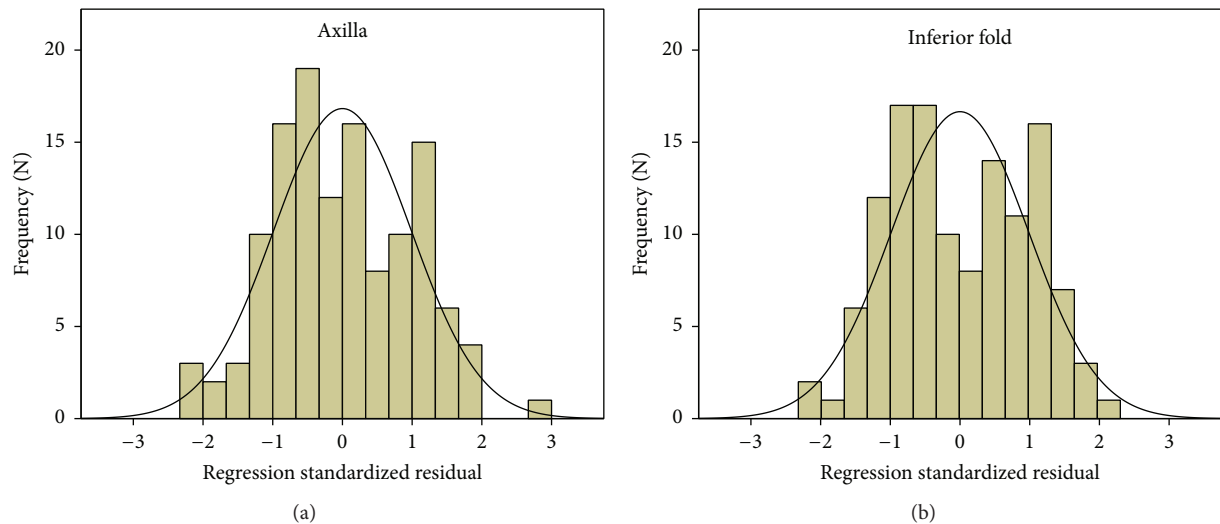 Axilla
20
15
10
5
0
Frequency (N)
−3 −2 −1 0 1 2 3
Regression standardized residual
(a)
Inferior fold
20
15
10
5
0
Frequency (N)
−3 −2 −1 0 1 2 3
Regression standardized residual
(b)